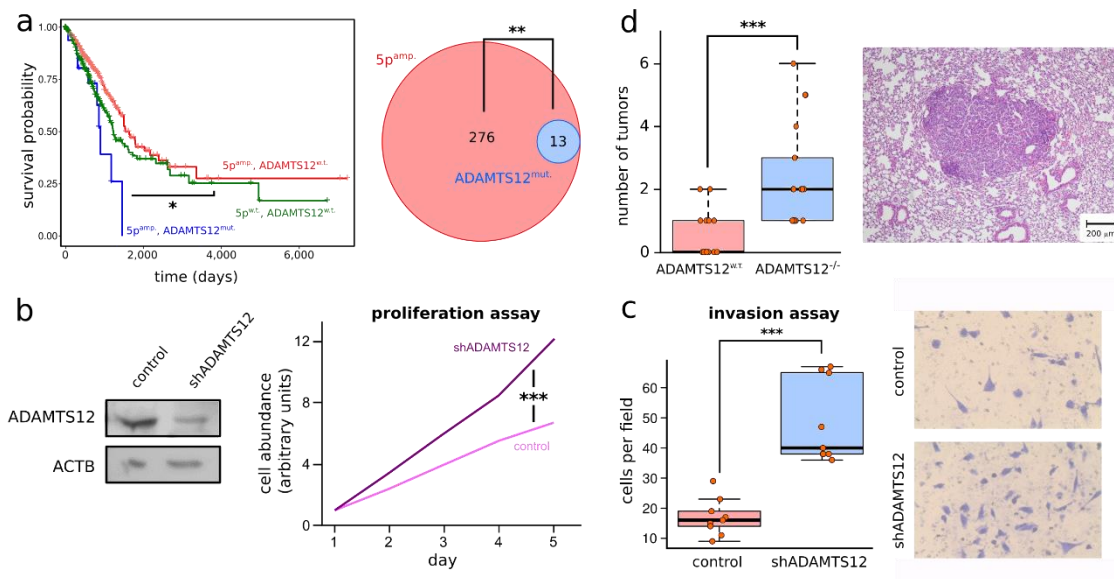 a
survival probability
1.00
0.75
0.50
0.25
0.00
5p^amp., ADAMTS12^w.t.
*
5p^w.t., ADAMTS12^w.t.
5p^amp., ADAMTS12^mut.
0
2,000
4,000
6,000
time (days)
**
5p^amp.
276
13
ADAMTS12^mut.
d
***
number of tumors
6
4
2
0
ADAMTS12^w.t.
ADAMTS12^-/-
200 μm
b
control
shADAMTS12
ADAMTS12
ACTB
proliferation assay
cell abundance
(arbitrary units)
12
8
4
0
shADAMTS12
***
control
1
2
3
4
5
day
c
invasion assay
***
cells per field
60
50
40
30
20
10
control
shADAMTS12
control
shADAMTS12